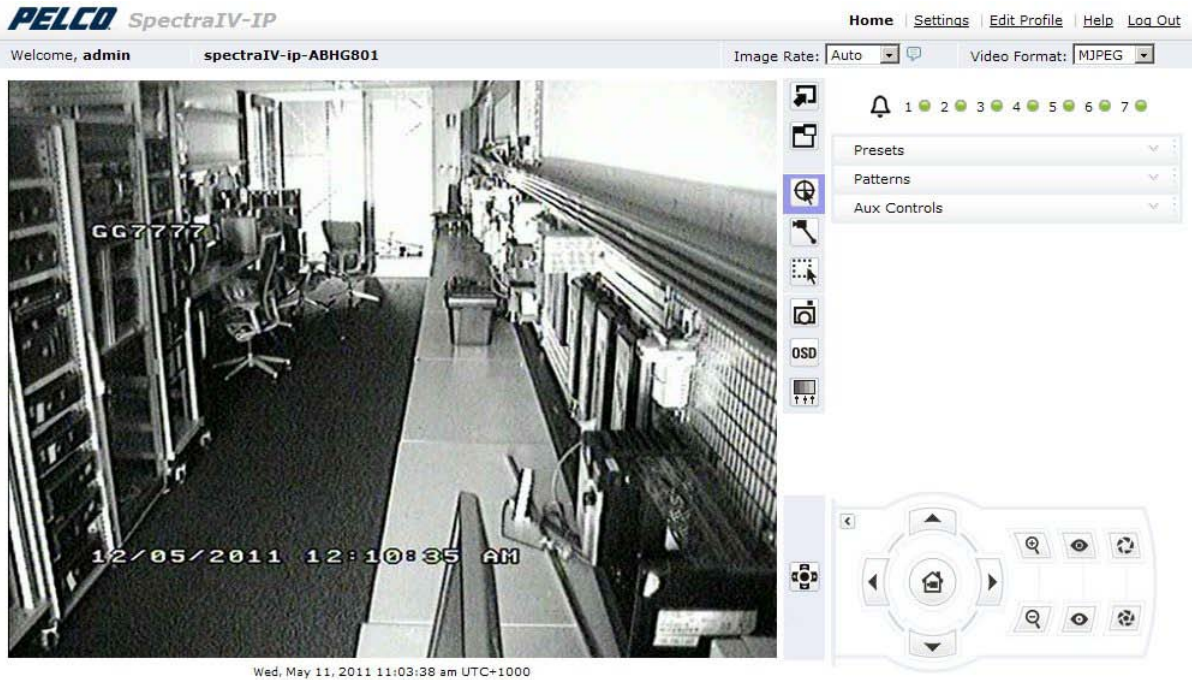 PELCO SpectraIV-IP
Home Settings Edit Profile Help Log Out
Welcome, admin spectraIV-ip-ABHG801 Image Rate: Auto Video Format: MJPEG
1 2 3 4 5 6 7
Presets
Patterns
Aux Controls
GG7777
OSD
12/05/2011 12:10:35 AM
Wed, May 11, 2011 11:03:38 am UTC+1000